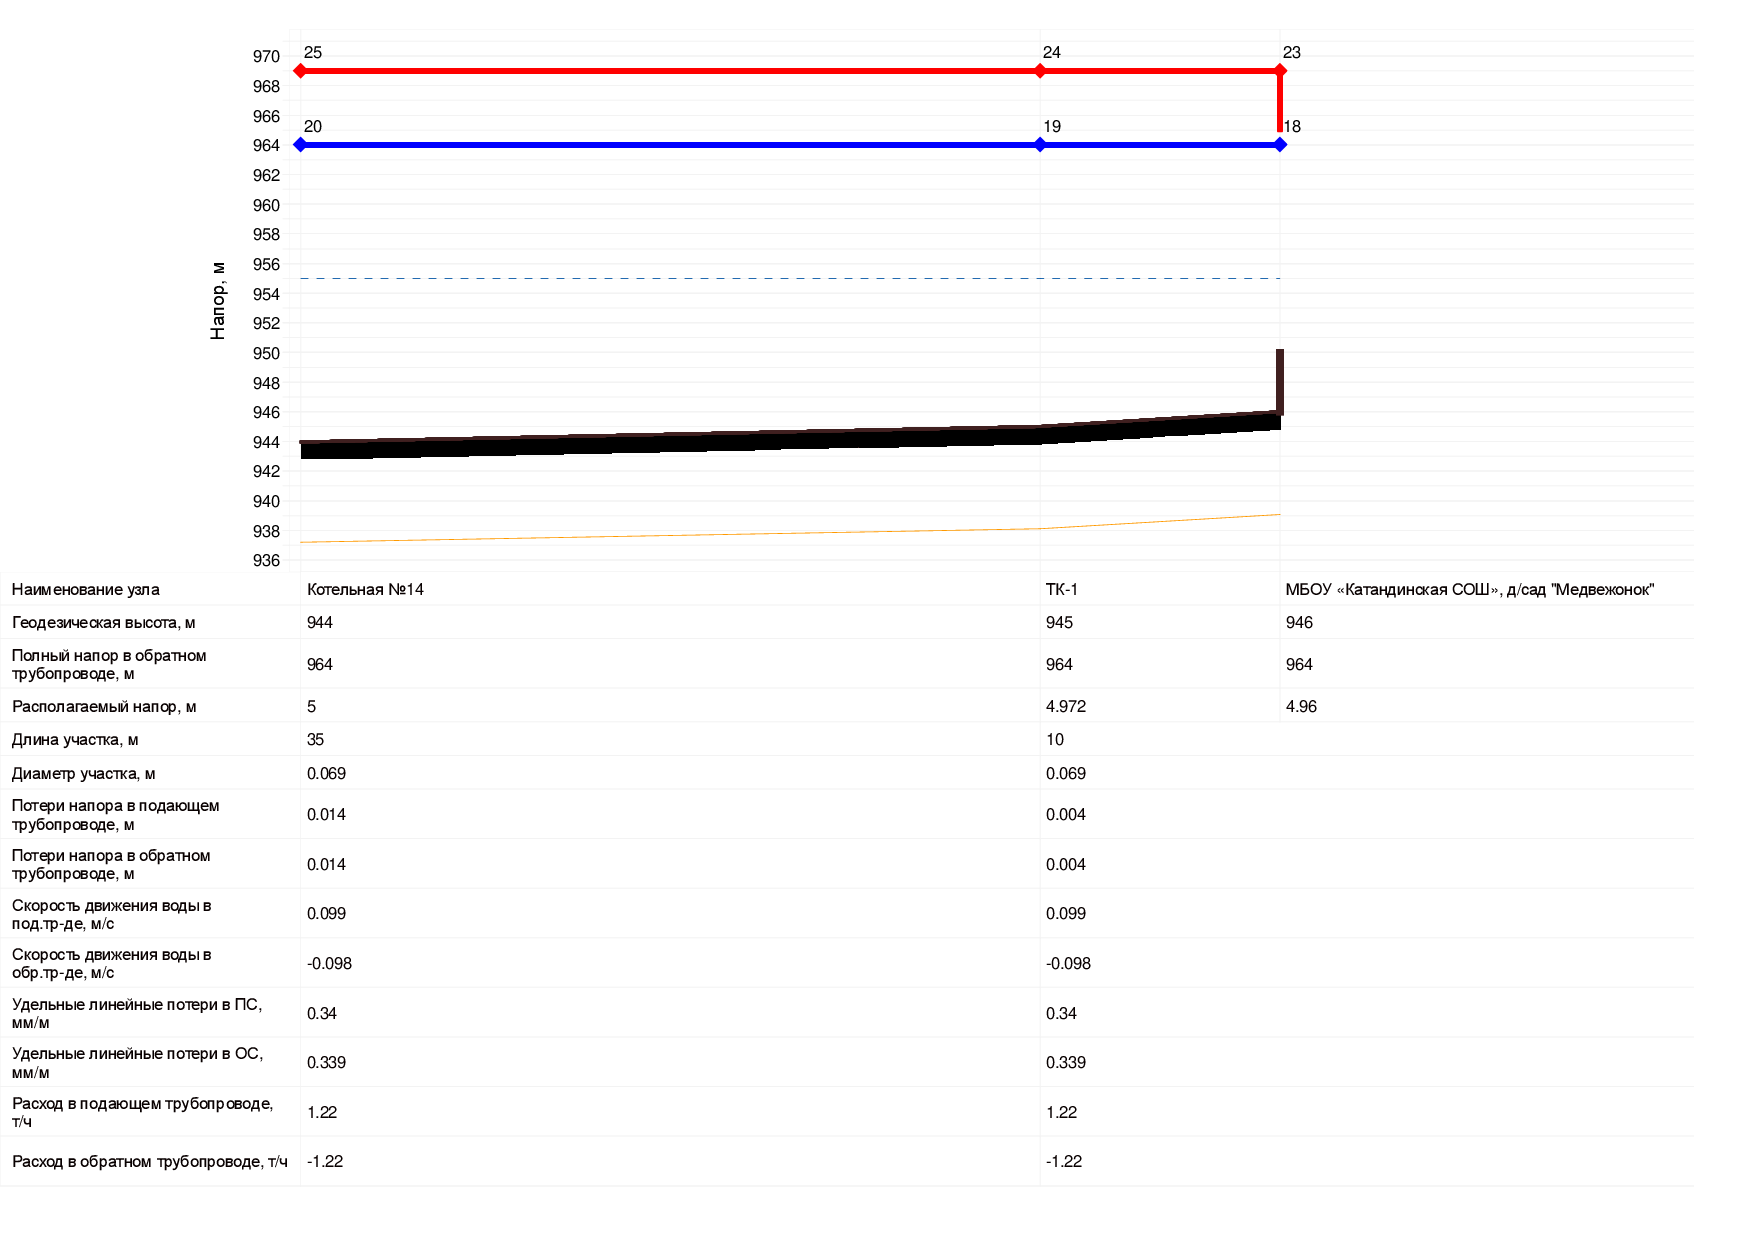 970
968
966
964
962
960
958
956
954
952
950
948
946
944
942
940
938
936
Напор, м
25
24
23
20
19
18
Наименование узла
Котельная №14
ТК-1
МБОУ «Катандинская СОШ», д/сад "Медвежонок"
Геодезическая высота, м
944
945
946
Полный напор в обратном
трубопроводе, м
964
964
964
Располагаемый напор, м
5
4.972
4.96
Длина участка, м
35
10
Диаметр участка, м
0.069
0.069
Потери напора в подающем
трубопроводе, м
0.014
0.004
Потери напора в обратном
трубопроводе, м
0.014
0.004
Скорость движения воды в
под.тр-де, м/с
0.099
0.099
Скорость движения воды в
обр.тр-де, м/с
-0.098
-0.098
Удельные линейные потери в ПС,
мм/м
0.34
0.34
Удельные линейные потери в ОС,
мм/м
0.339
0.339
Расход в подающем трубопроводе,
т/ч
1.22
1.22
Расход в обратном трубопроводе, т/ч
-1.22
-1.22